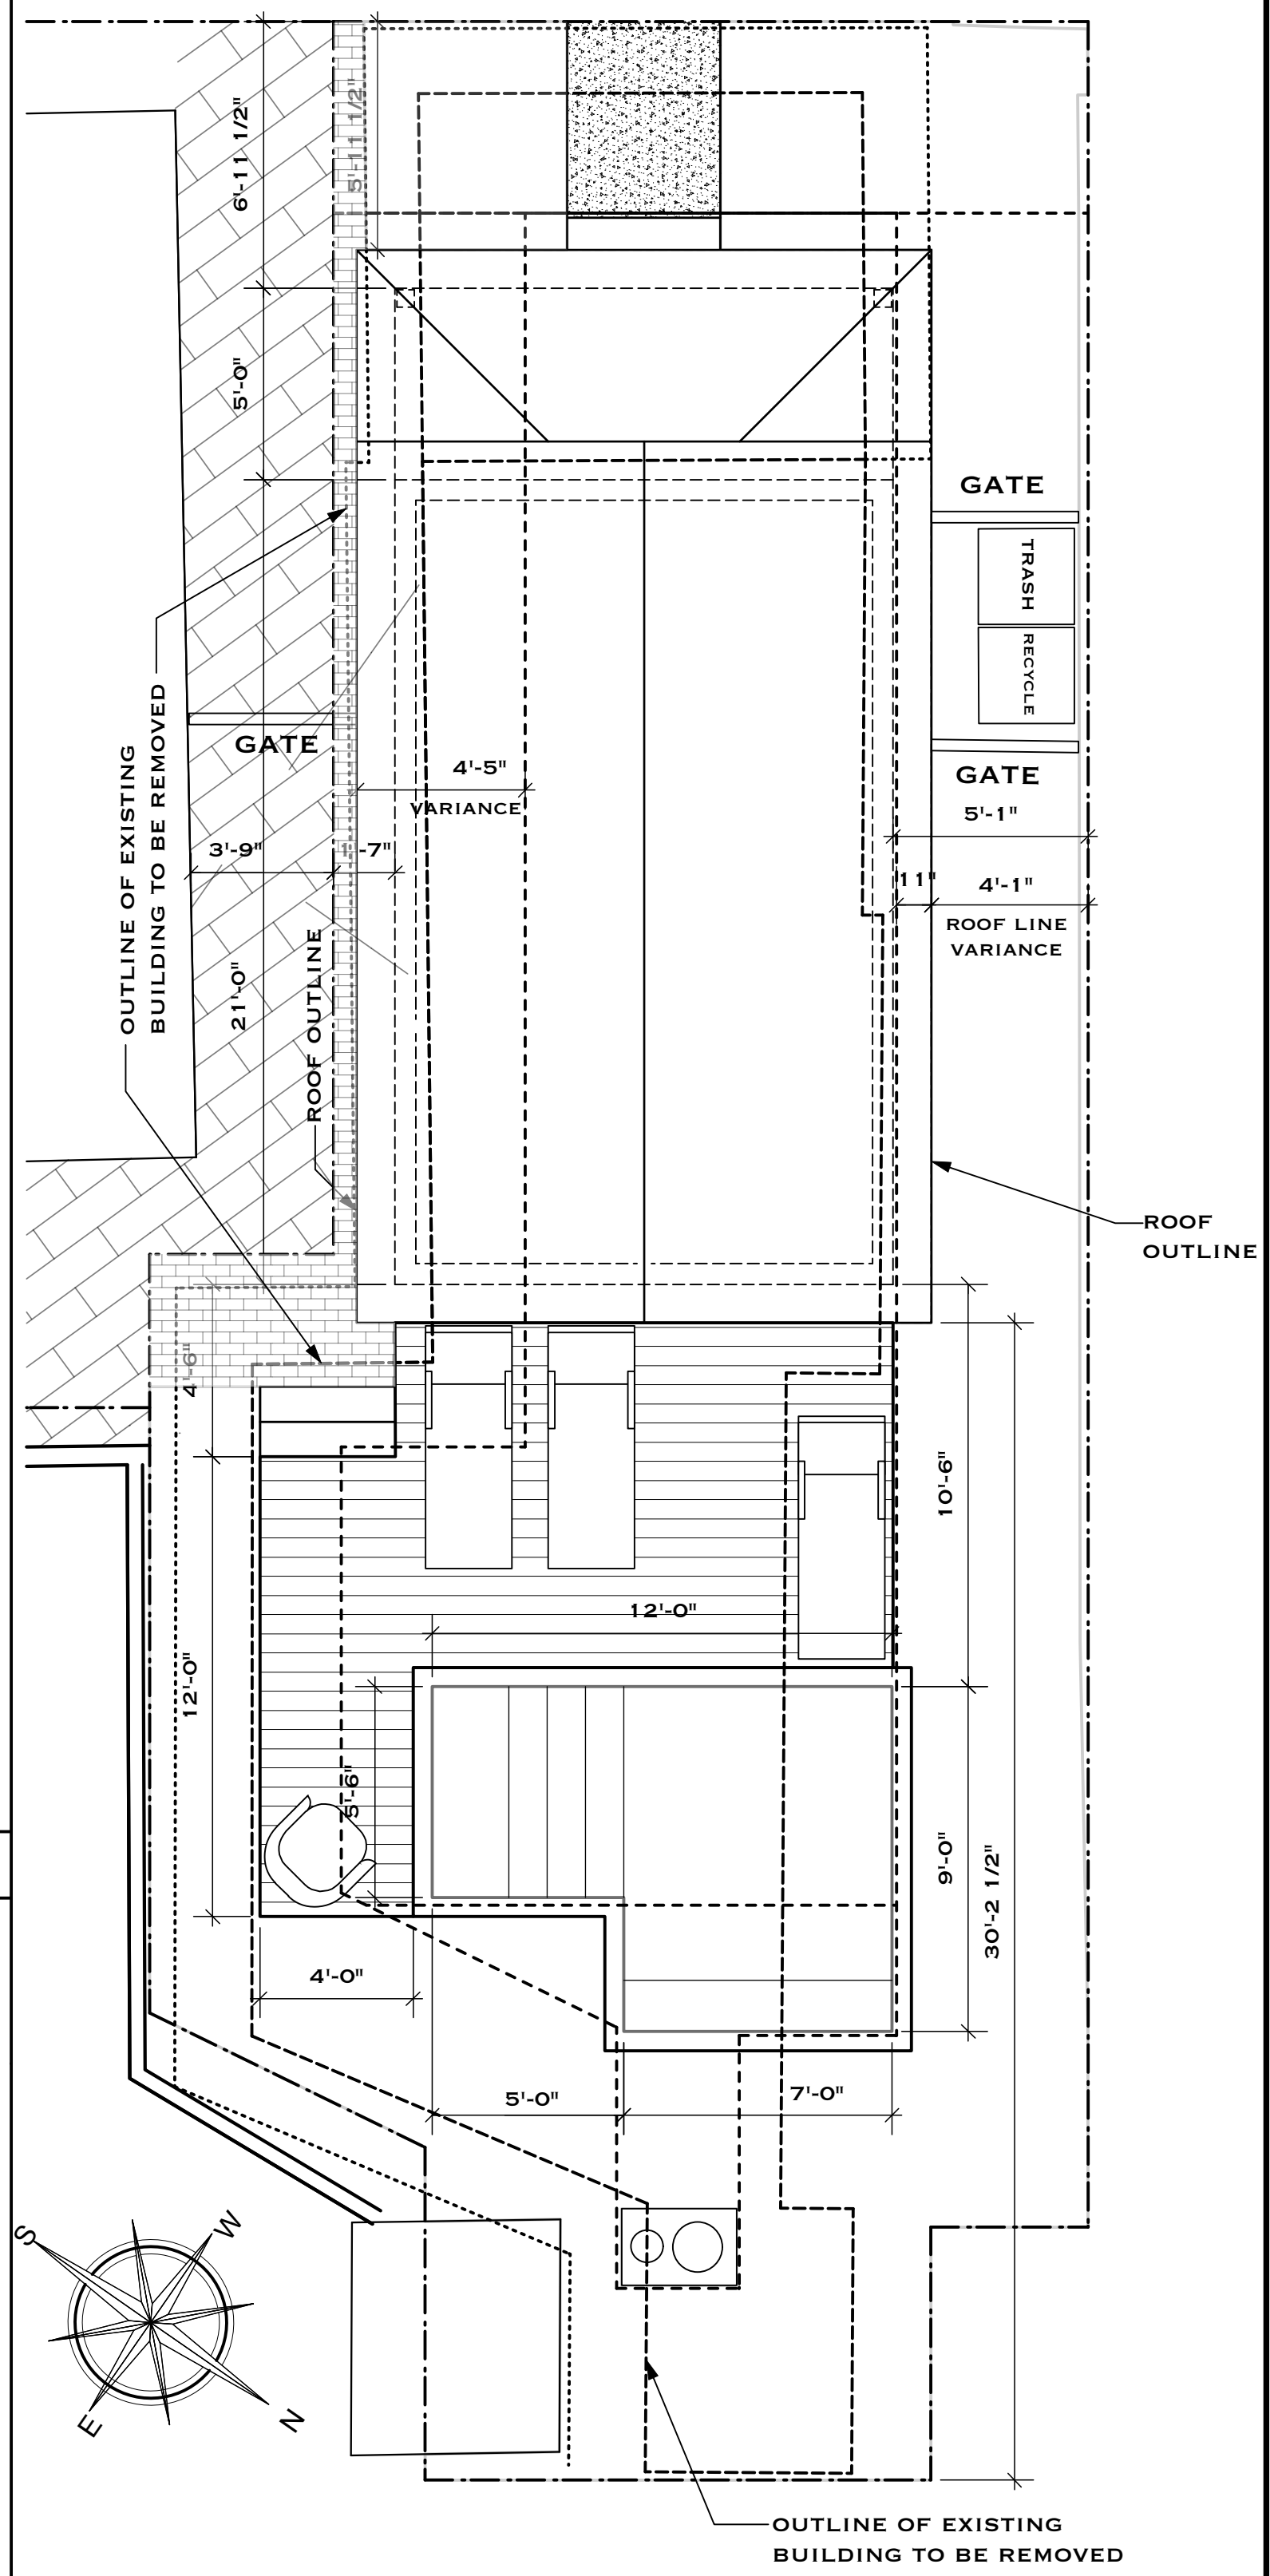 6'-11 1/2"
5'-11 1/2"
5'-0"
GATE
TRASH
RECYCLE
OUTLINE OF EXISTING
BUILDING TO BE REMOVED
GATE
4'-5"
VARIANCE
GATE
5'-1"
3'-9"
-7"
11"
4'-1"
ROOF LINE
VARIANCE
21'-0"
ROOF OUTLINE
ROOF
OUTLINE
4'-6"
10'-6"
12'-0"
12'-0"
5'-6"
9'-0"
30'-2 1/2"
4'-0"
5'-0"
7'-0"
S
W
E
N
OUTLINE OF EXISTING
BUILDING TO BE REMOVED